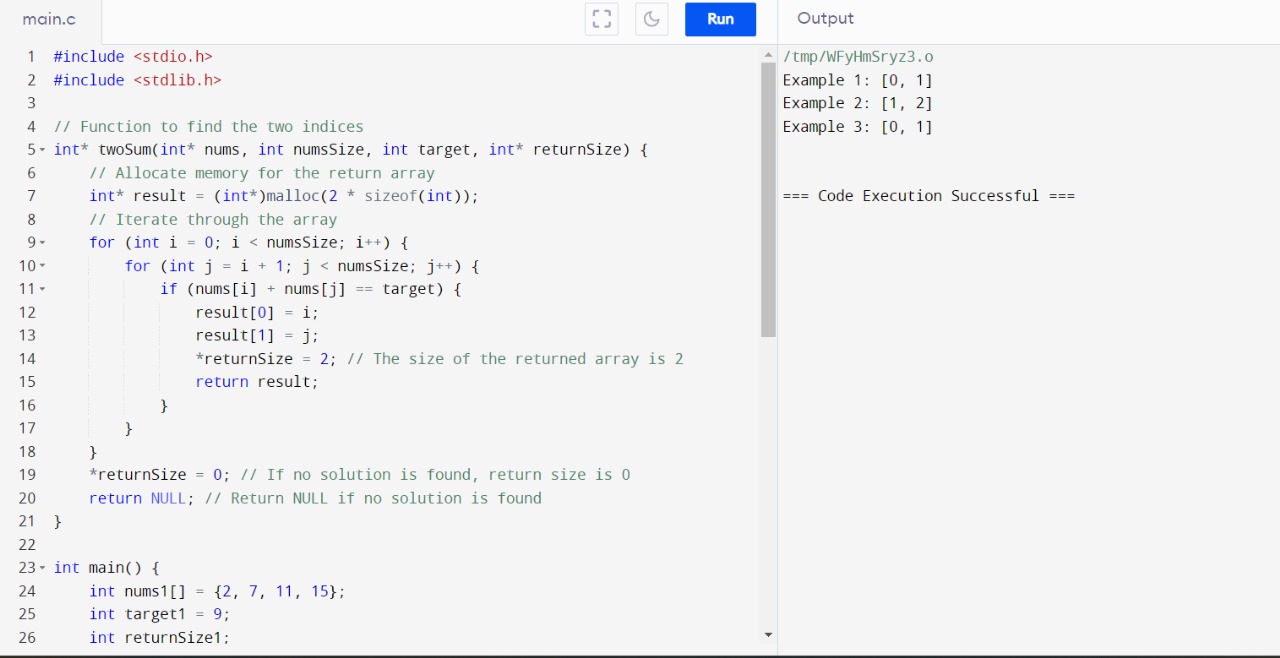 main.c
Run
Output
1 #include <stdio.h>
2 #include <stdlib.h>
3
4 // Function to find the two indices
5 int* twoSum(int* nums, int numsSize, int target, int* returnSize) {
6     // Allocate memory for the return array
7     int* result = (int*)malloc(2 * sizeof(int));
8     // Iterate through the array
9     for (int i = 0; i < numsSize; i++) {
10         for (int j = i + 1; j < numsSize; j++) {
11             if (nums[i] + nums[j] == target) {
12                 result[0] = i;
13                 result[1] = j;
14                 *returnSize = 2; // The size of the returned array is 2
15                 return result;
16             }
17         }
18     }
19     *returnSize = 0; // If no solution is found, return size is 0
20     return NULL; // Return NULL if no solution is found
21 }
22
23 int main() {
24     int nums1[] = {2, 7, 11, 15};
25     int target1 = 9;
26     int returnSize1;
/tmp/WFyHmSryz3.o
Example 1: [0, 1]
Example 2: [1, 2]
Example 3: [0, 1]
=== Code Execution Successful ===